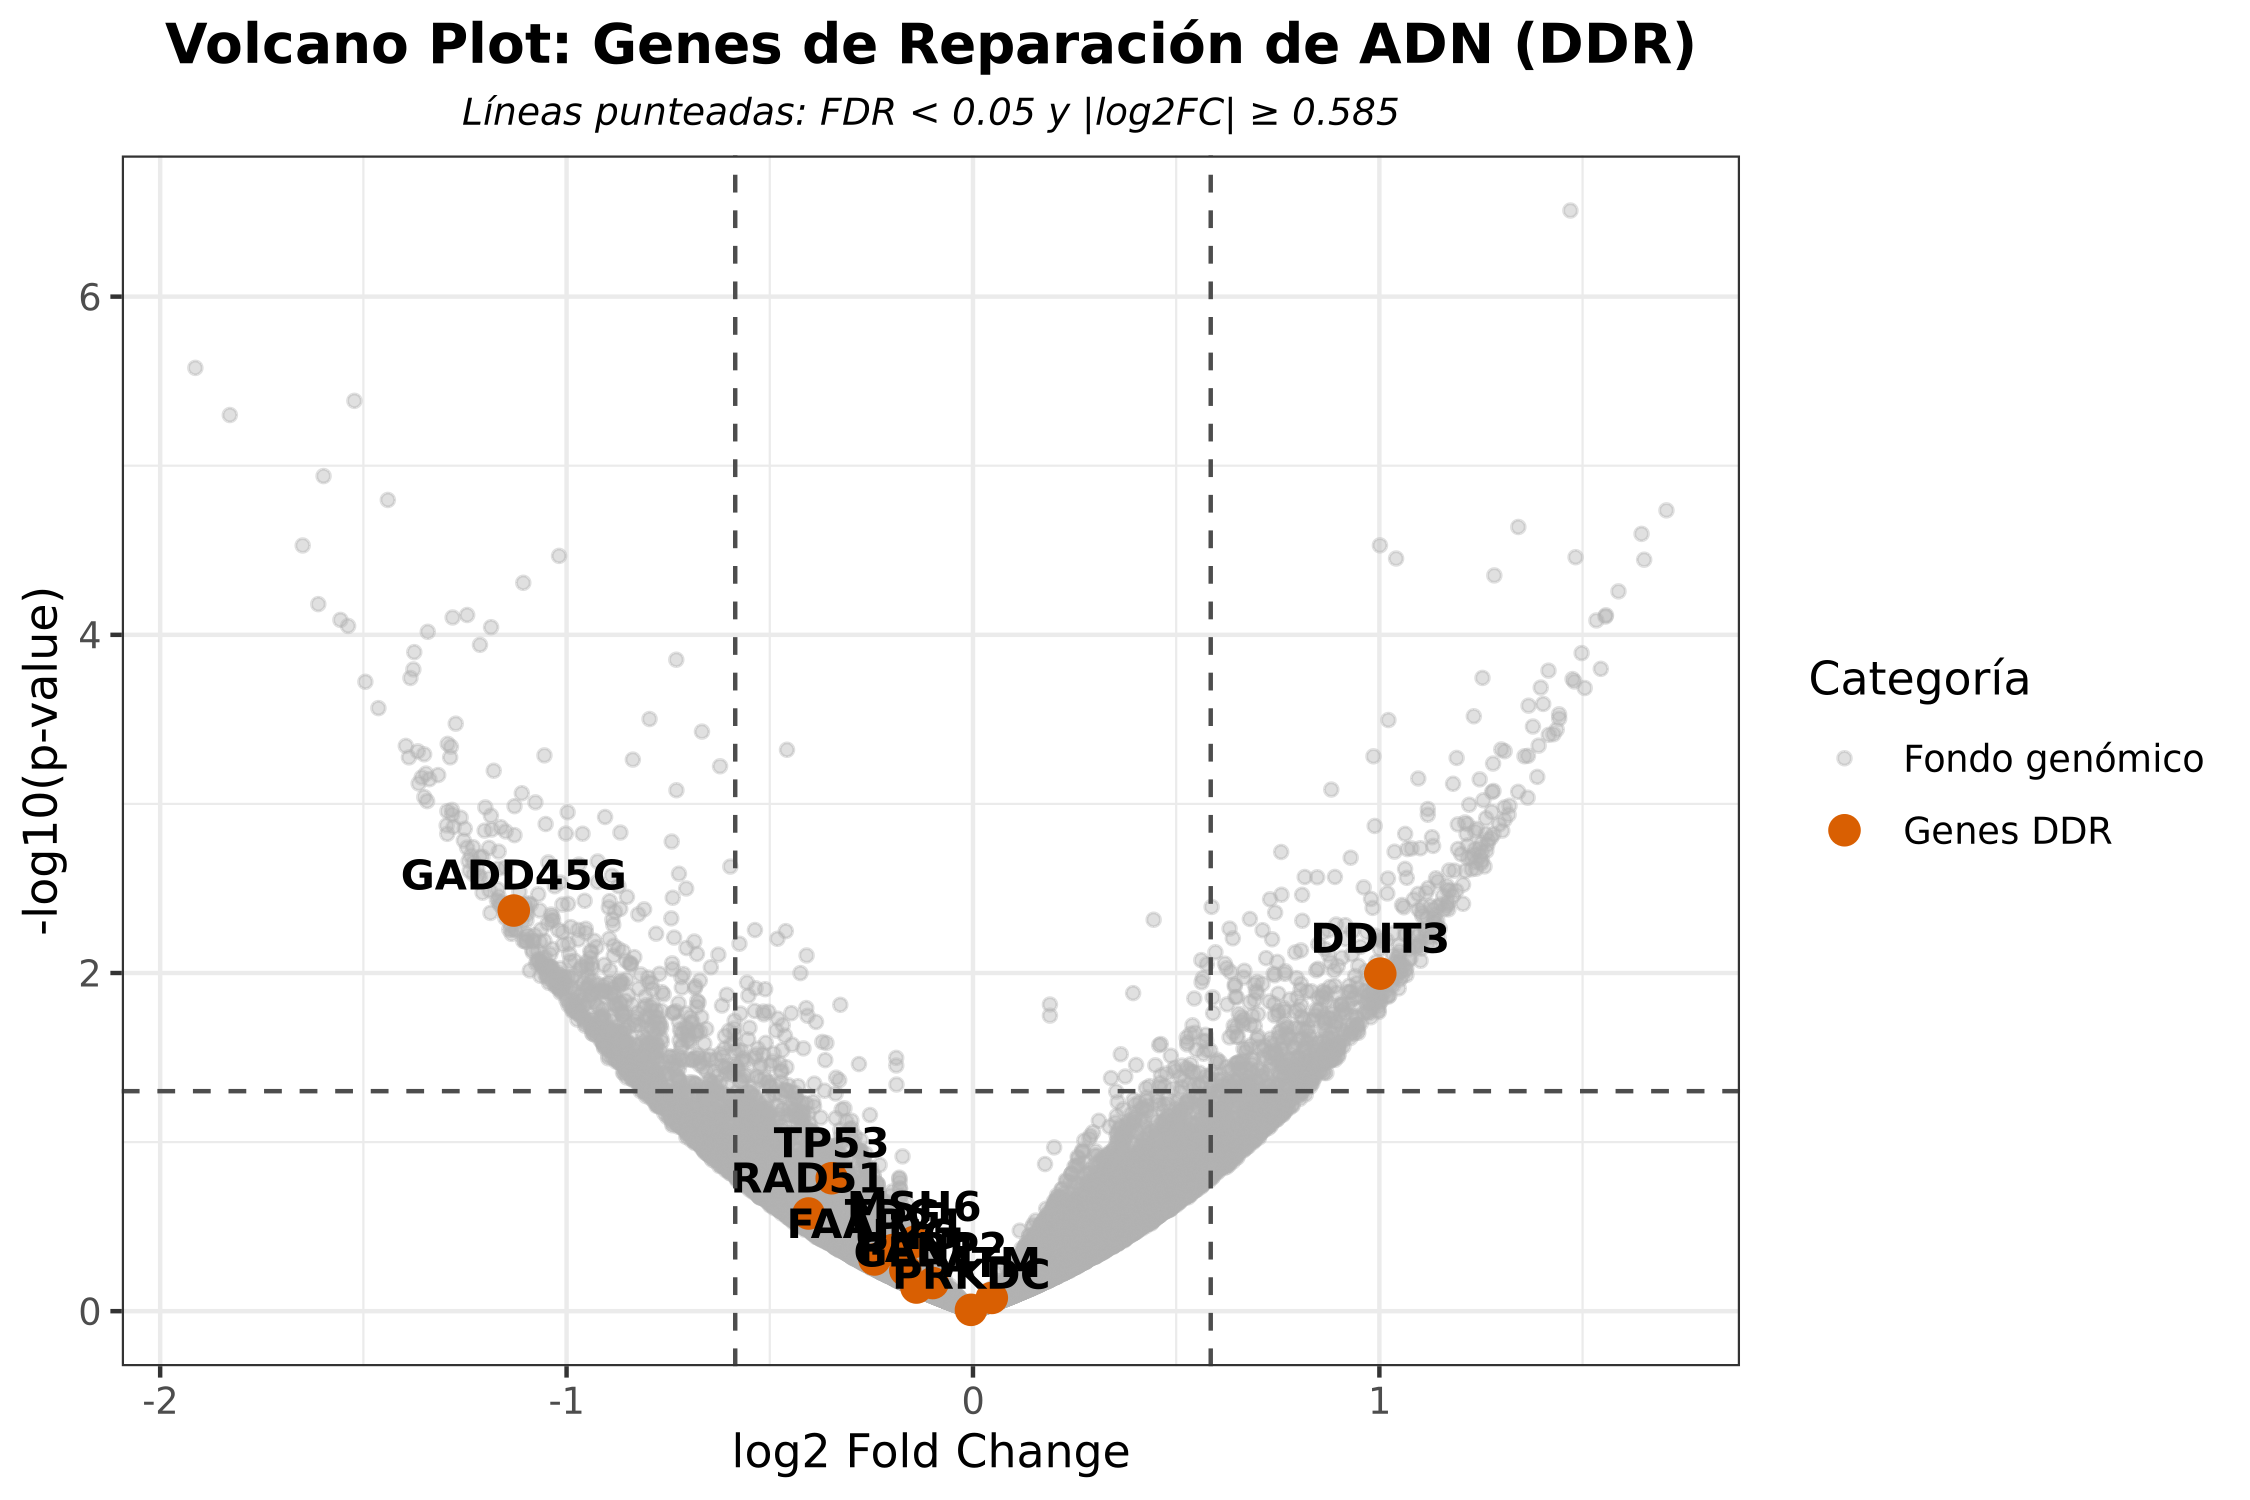 Volcano Plot: Genes de Reparación de ADN (DDR)
Líneas punteadas: FDR < 0.05 y |log2FC| ≥ 0.585
-log10(p-value)
6
4
2
0
GADD45G
DDIT3
TP53
RAD51
MSH6
ATM
PRKDC
-2
-1
0
1
log2 Fold Change
Categoría
Fondo genómico
Genes DDR